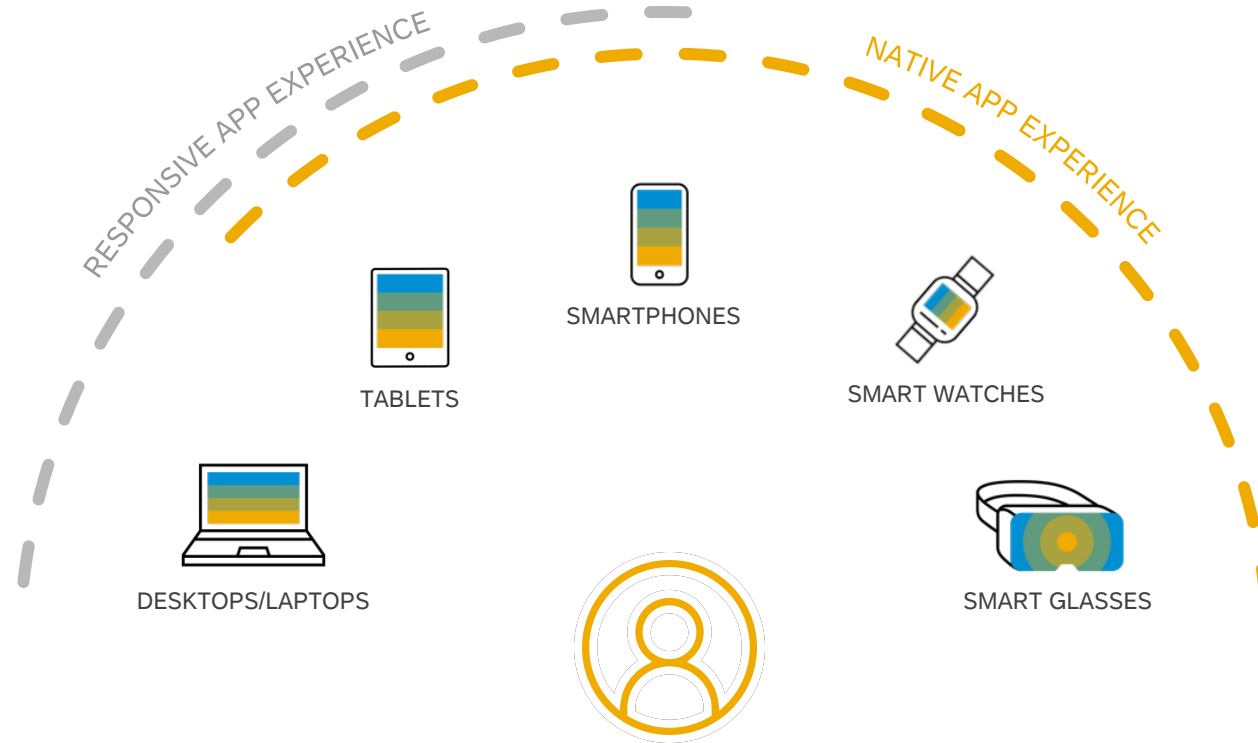 RESPONSIVE APP EXPERIENCE
NATIVE APP EXPERIENCE
SMARTPHONES
TABLETS
SMART WATCHES
DESKTOPS/LAPTOPS
SMART GLASSES